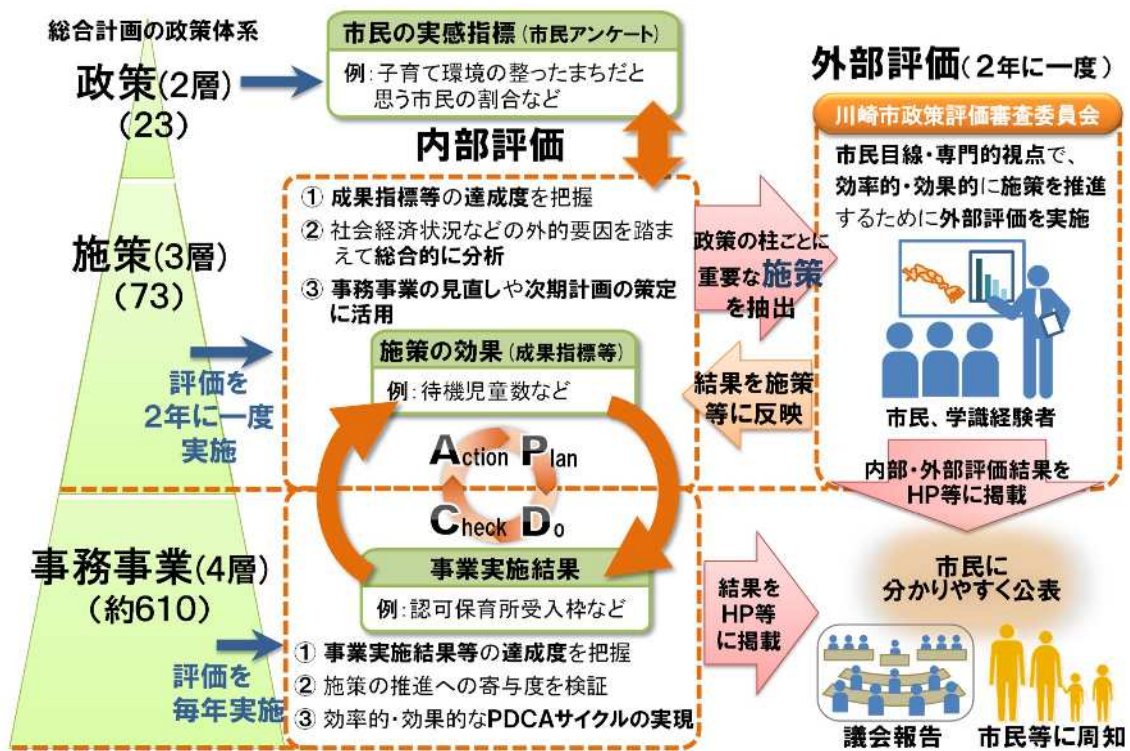 総合計画の政策体系
政策(2層)
(23)
施策(3層)
(73)
評価を
2年に一度
実施
事務事業(4層)
(約610)
評価を
毎年実施
市民の実感指標(市民アンケート)
例:子育て環境の整ったまちだと
思う市民の割合など
内部評価
① 成果指標等の達成度を把握
② 社会経済状況などの外的要因を踏ま
えて総合的に分析
③ 事務事業の見直しや次期計画の策定
に活用
施策の効果(成果指標等)
例:待機児童数など
Action Plan
Check Do
事業実施結果
例:認可保育所受入枠など
① 事業実施結果等の達成度を把握
② 施策の推進への寄与度を検証
③ 効率的・効果的なPDCAサイクルの実現
政策の柱ごとに
重要な施策
を抽出
結果を施策
等に反映
結果を
HP等
に掲載
外部評価(2年に一度)
川崎市政策評価審査委員会
市民目線・専門的視点で、
効率的・効果的に施策を推進
するために外部評価を実施
市民、学識経験者
内部・外部評価結果を
HP等に掲載
市民に
分かりやすく公表
議会報告
市民等に周知